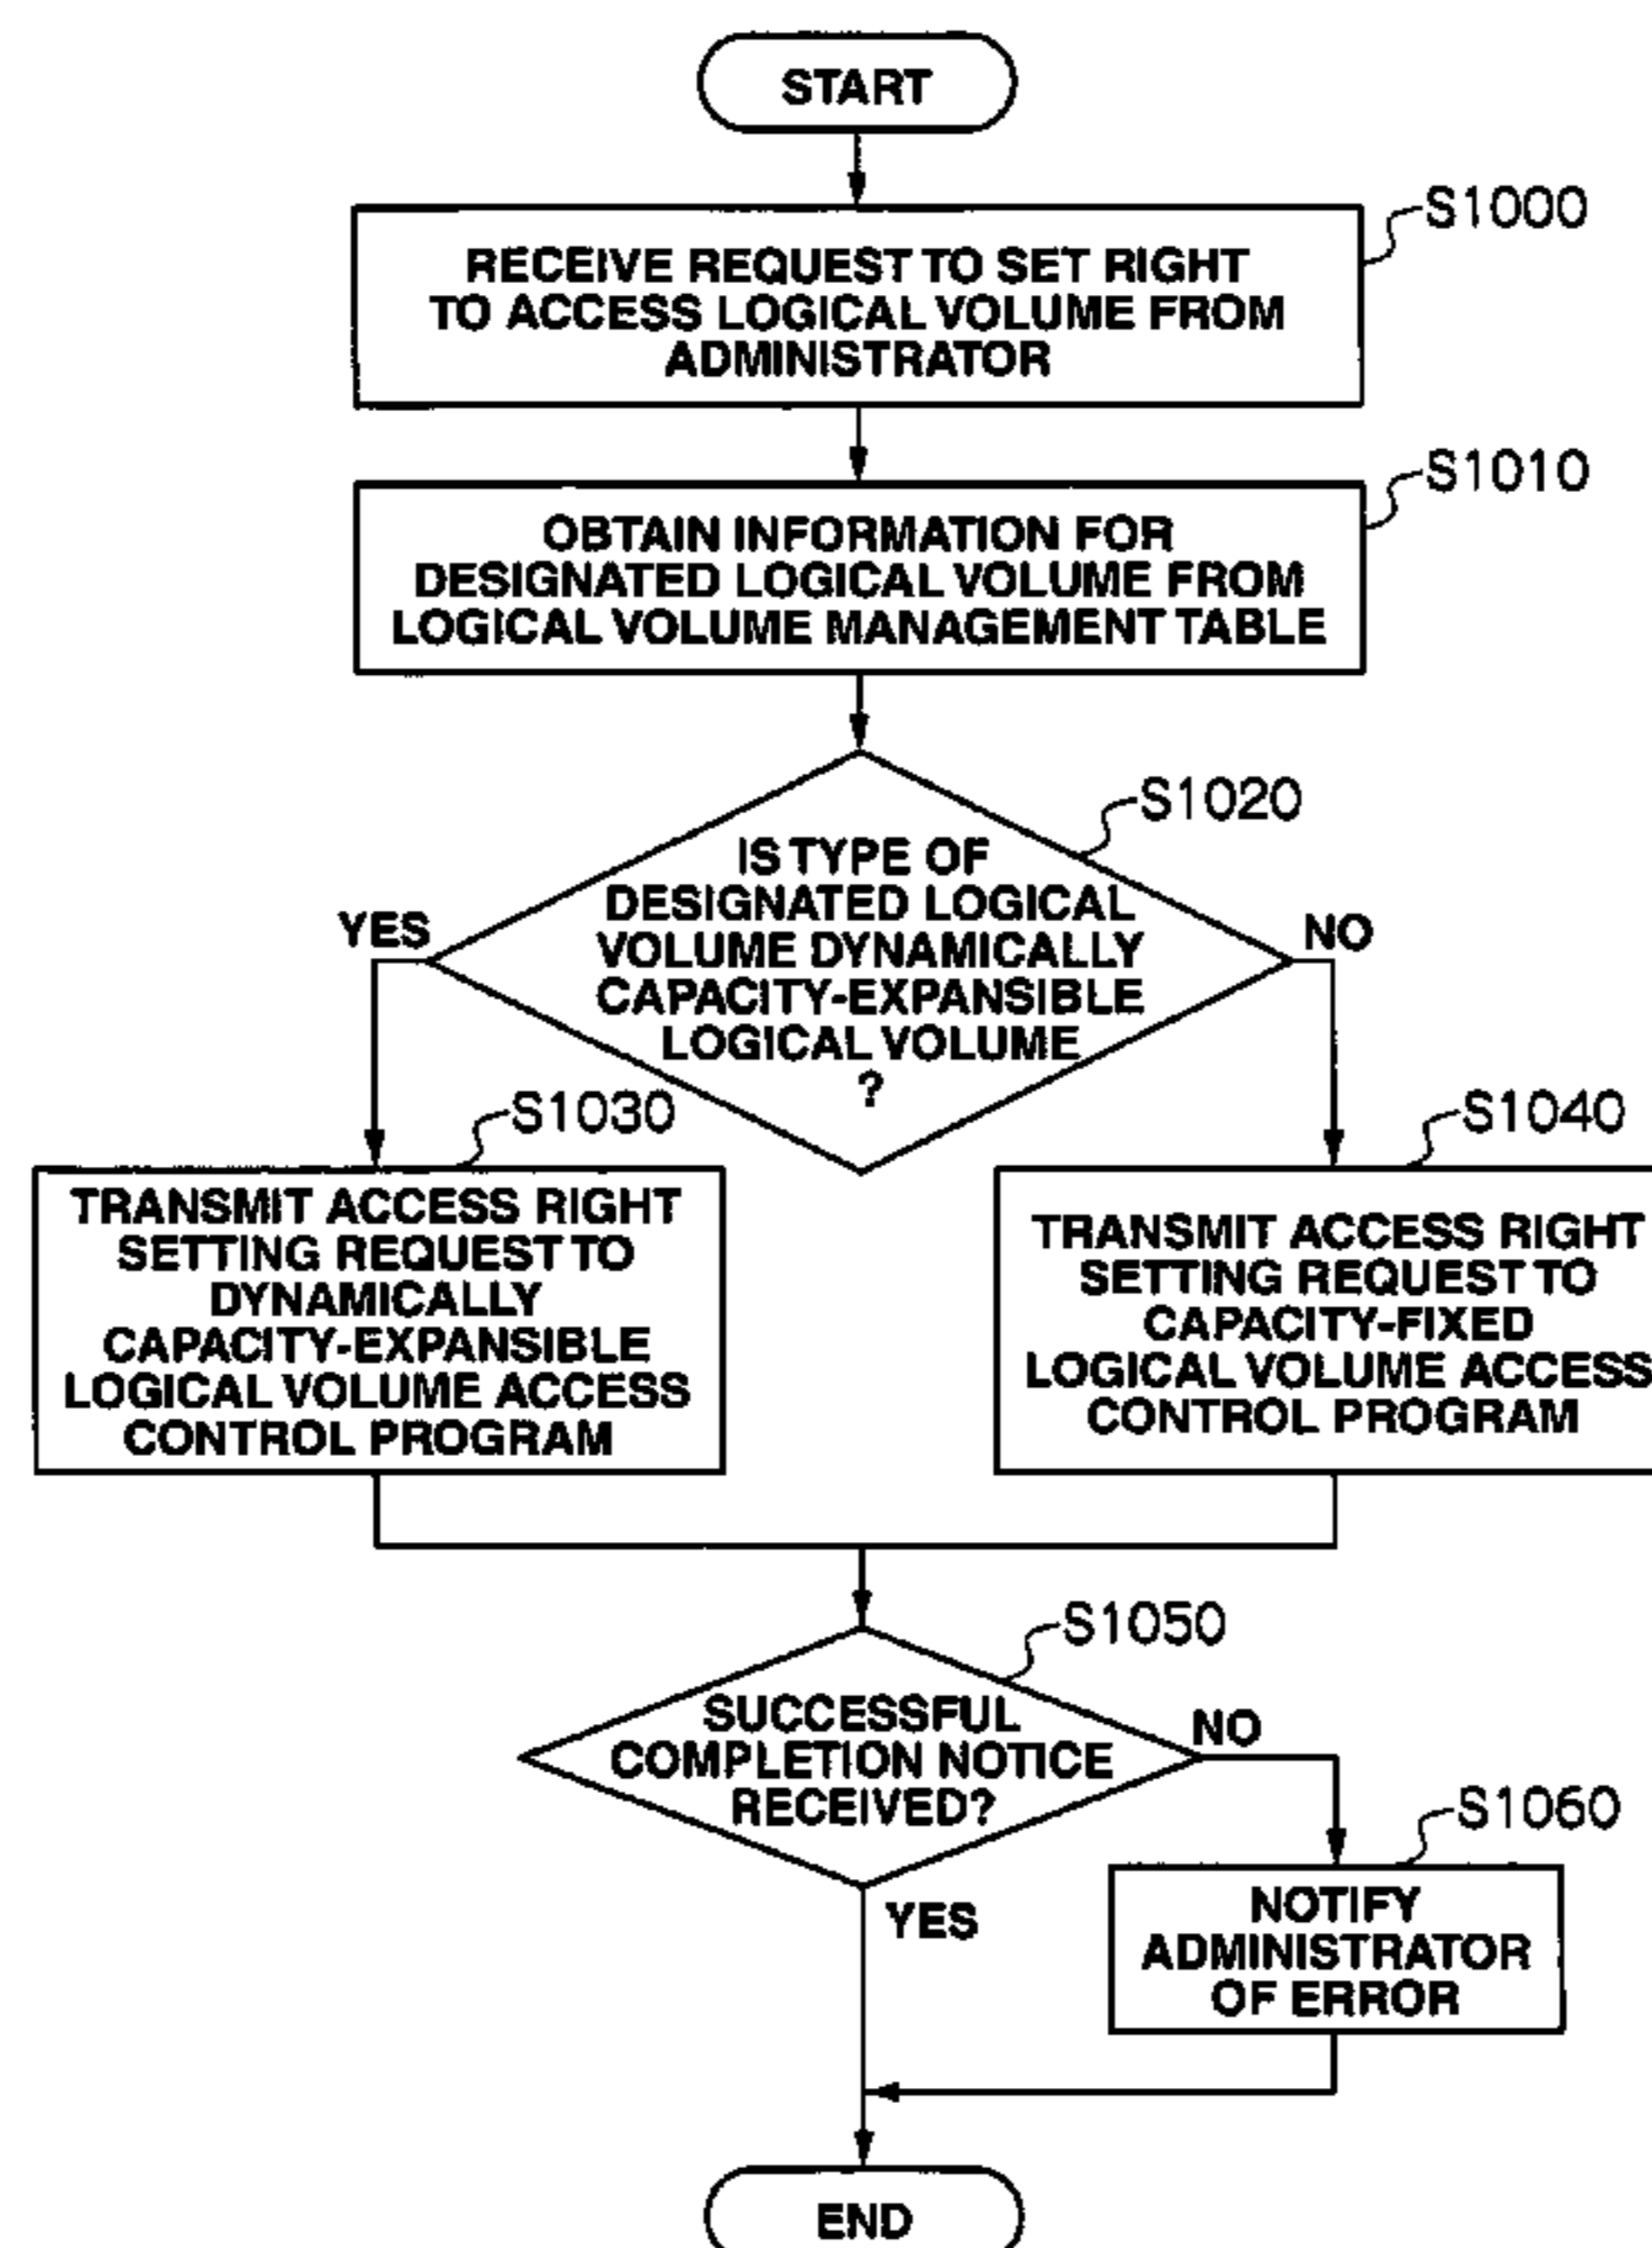 START
S1000
RECEIVE REQUEST TO SET RIGHT
TO ACCESS LOGICAL VOLUME FROM
ADMINISTRATOR
S1010
OBTAIN INFORMATION FOR
DESIGNATED LOGICAL VOLUME FROM
LOGICAL VOLUME MANAGEMENT TABLE
S1020
IS TYPE OF
DESIGNATED LOGICAL
VOLUME DYNAMICALLY
CAPACITY-EXPANSIBLE
LOGICAL VOLUME
?
YES
NO
S1030
TRANSMIT ACCESS RIGHT
SETTING REQUEST TO
DYNAMICALLY
CAPACITY-EXPANSIBLE
LOGICAL VOLUME ACCESS
CONTROL PROGRAM
S1040
TRANSMIT ACCESS RIGHT
SETTING REQUEST TO
CAPACITY-FIXED
LOGICAL VOLUME ACCESS
CONTROL PROGRAM
S1050
SUCCESSFUL
COMPLETION NOTICE
RECEIVED?
NO
YES
S1060
NOTIFY
ADMINISTRATOR
OF ERROR
END